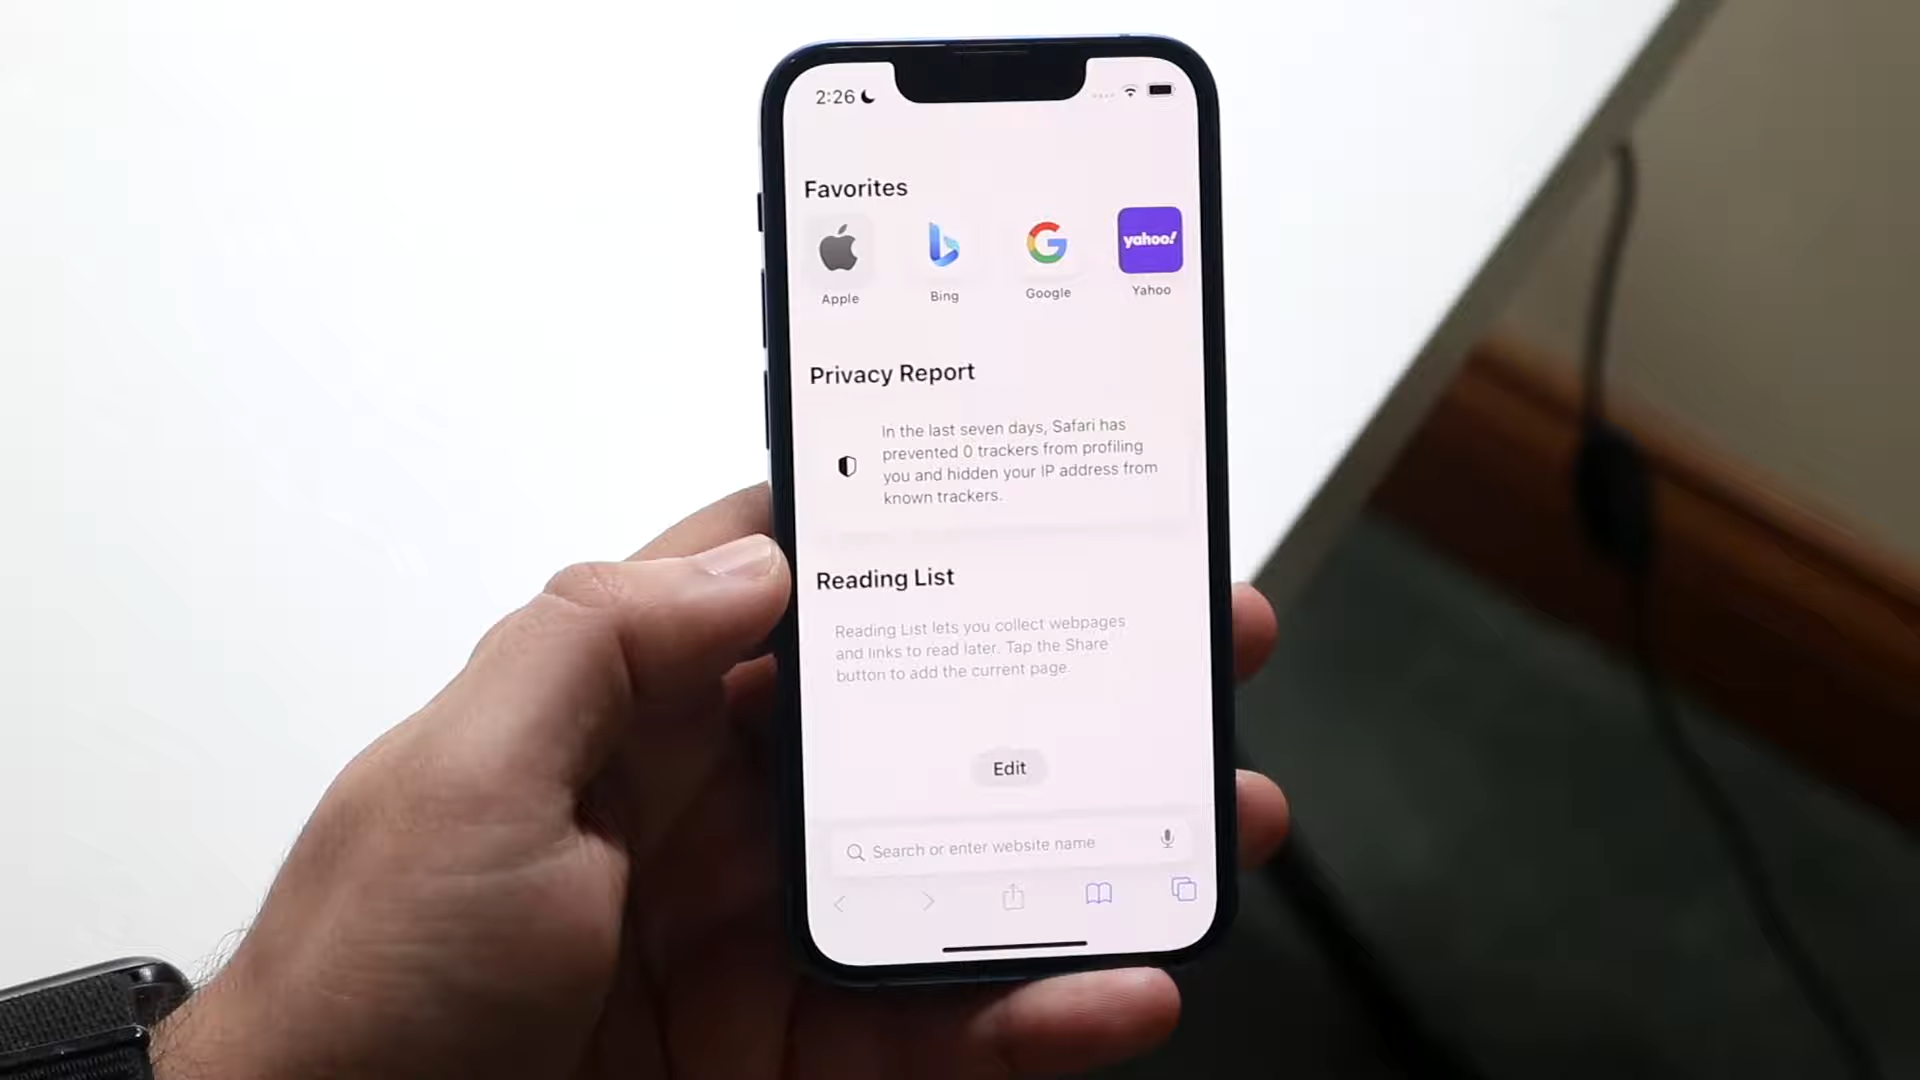 2:26
Favorites
yahoo!
Apple
Bing
Google
Yahoo
Privacy Report
In the last seven days, Safari has
prevented 0 trackers from profiling
you and hidden your IP address from
known trackers.
Reading List
Reading List lets you collect webpages
and links to read later. Tap the Share
button to add the current page.
Edit
Search or enter website name